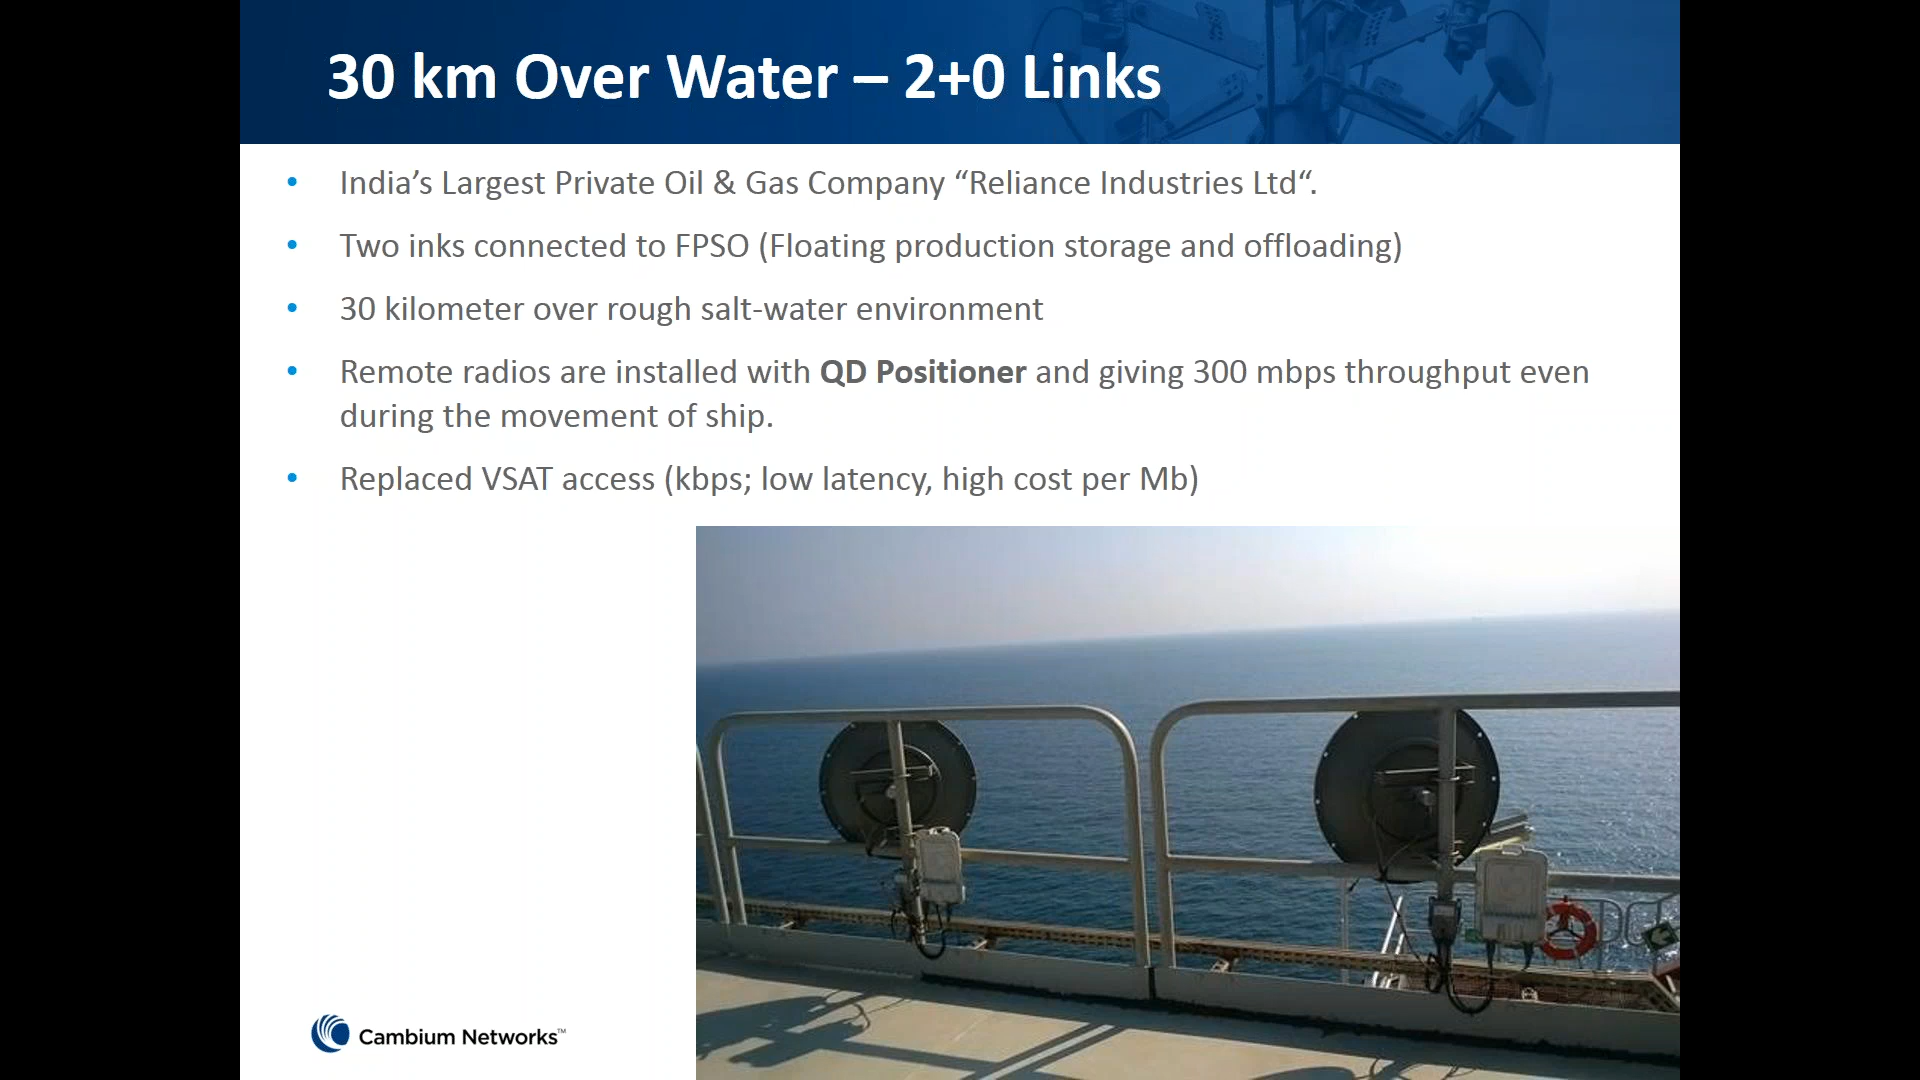 30 km Over Water – 2+0 Links
• India’s Largest Private Oil & Gas Company “Reliance Industries Ltd“.
• Two inks connected to FPSO (Floating production storage and offloading)
• 30 kilometer over rough salt-water environment
• Remote radios are installed with QD Positioner and giving 300 mbps throughput even
during the movement of ship.
• Replaced VSAT access (kbps; low latency, high cost per Mb)
Cambium Networks™